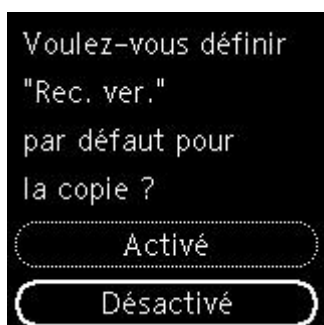 Voulez-vous définir
"Rec. ver."
par défaut pour
la copie ?
Activé
Désactivé